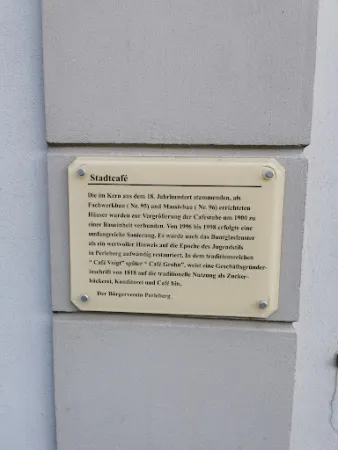 Stadtcafé
Die im Kern aus dem 18. Jahrhundert stammenden, als
Fachwerkbau ( Nr. 95) und Massivbau ( Nr. 96) errichteten
Häuser wurden zur Vergrößerung der Cafestube um 1900 zu
einer Baueinheit verbunden. Von 1996 bis 1998 erfolgte eine
umfangreiche Sanierung. Es wurde auch das Buntglasfenster
als ein wertvoller Hinweis auf die Epoche des Jugendstils
in Perleberg aufwändig restauriert. In dem traditionsreichen
“ Café Voigt” später “ Café Grohn”, weist eine Geschäftsgründer-
inschrift von 1818 auf die traditionelle Nutzung als Zucker-
bäckerei, Konditorei und Café hin.
Der Bürgerverein Perleberg